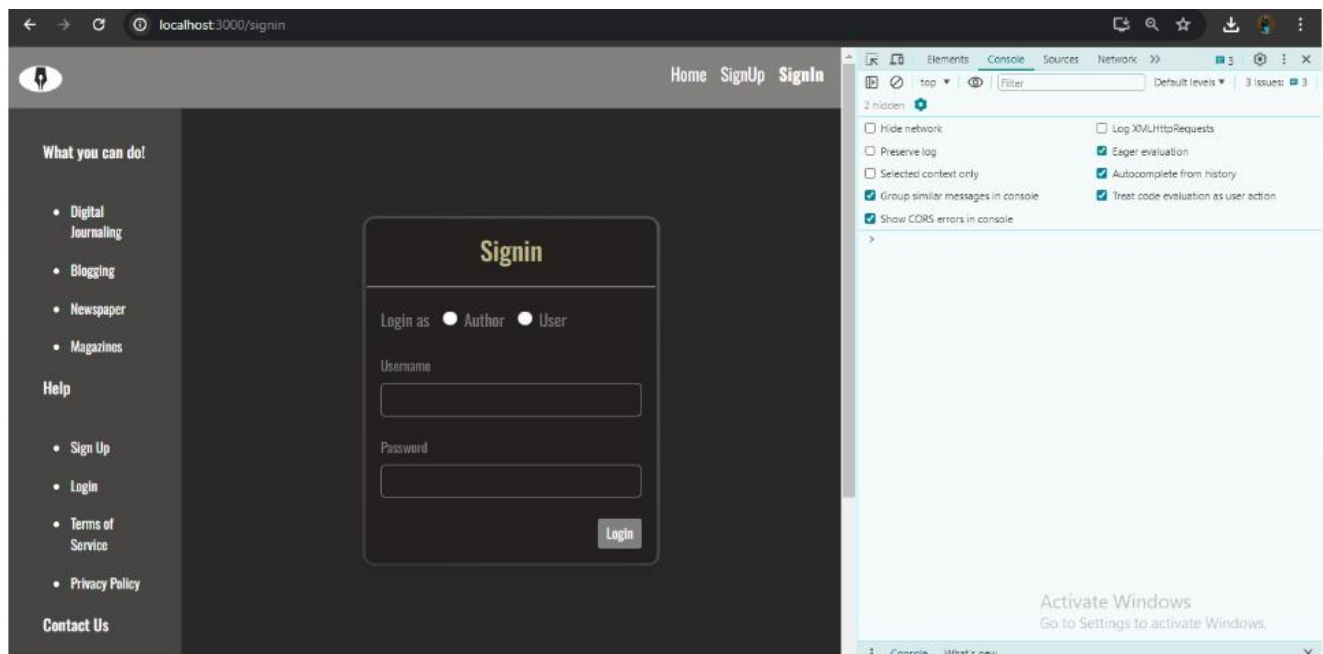 localhost:3000/signin
Home SignUp SignIn
What you can do!
Digital
Journaling
Blogging
Newspaper
Magazines
Help
Sign Up
Login
Terms of
Service
Privacy Policy
Contact Us
Signin
Login as Author User
Username
Password
Login
Elements Console Sources Network
3
top Filter Default levels 3 Issues: 3
2 hidden
Hide network Log XMLHttpRequests
Preserve log Eager evaluation
Selected context only Autocomplete from history
Group similar messages in console Treat code evaluation as user action
Show CORS errors in console
>
Activate Windows
Go to Settings to activate Windows.
Console What's new